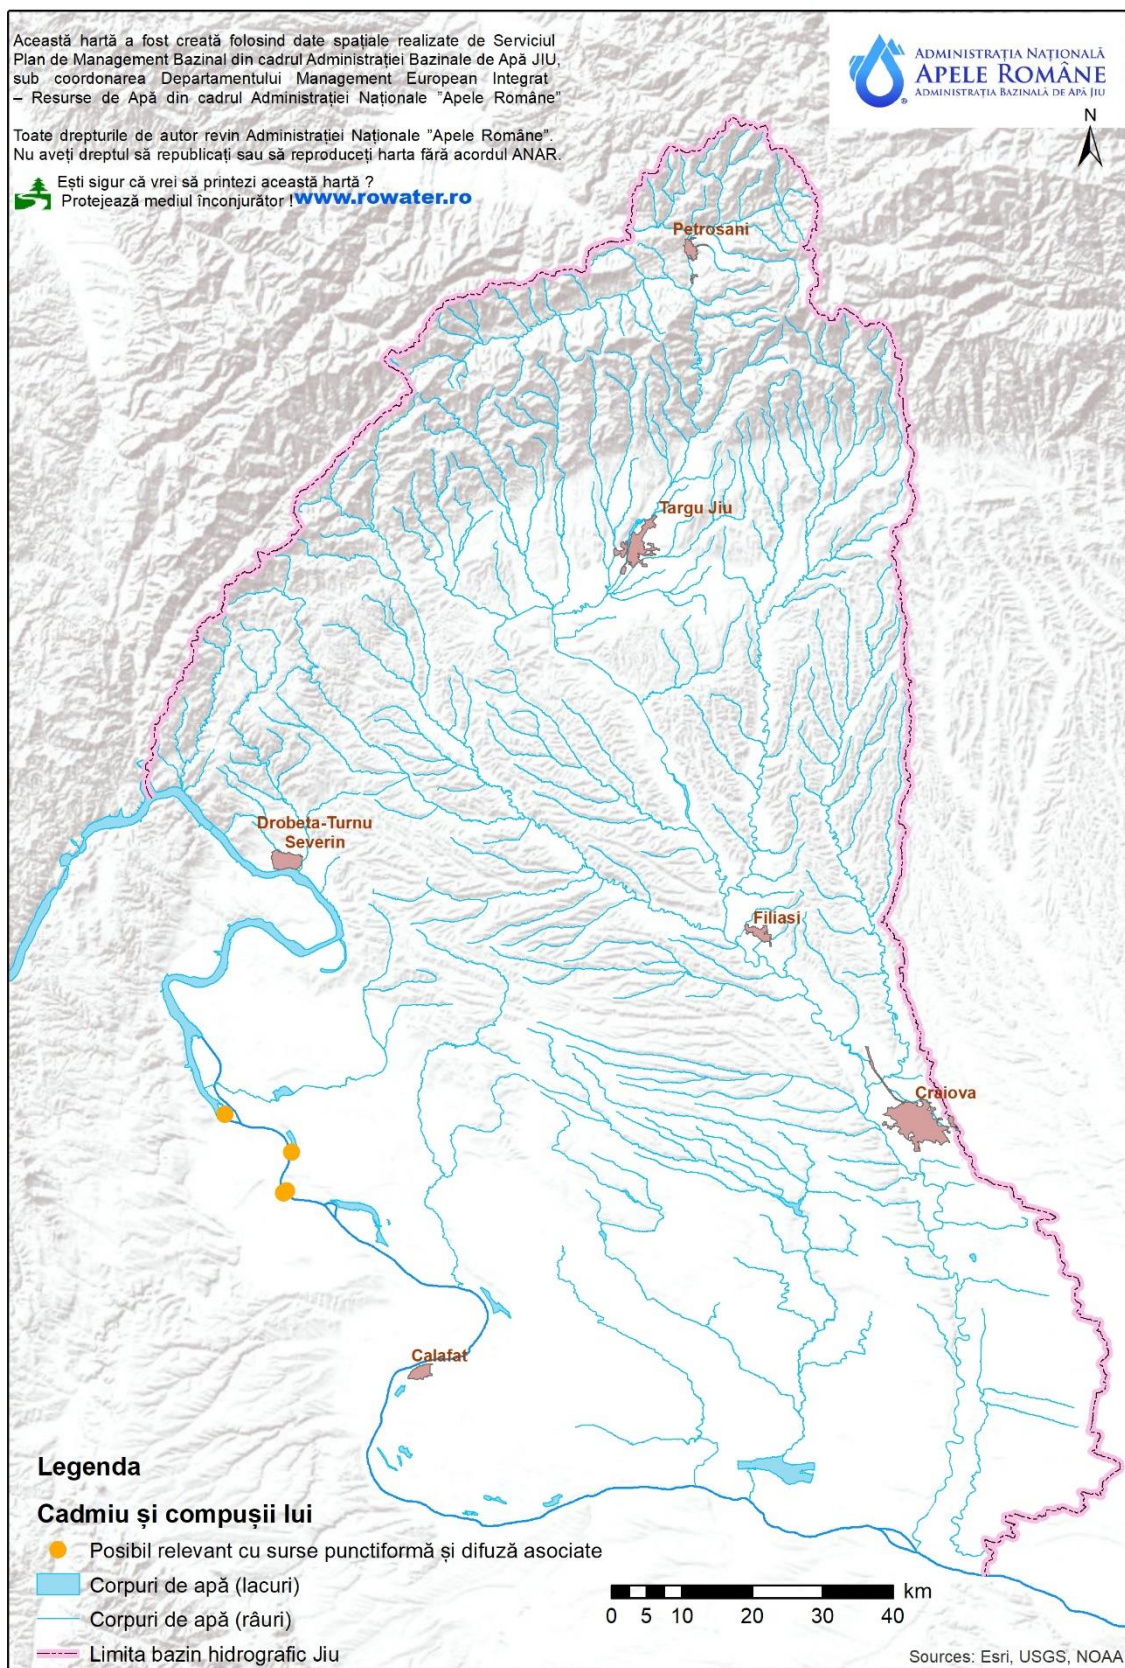 Această hartă a fost creată folosind date spațiale realizate de Serviciul
Plan de Management Bazinal din cadrul Administrației Bazinale de Apă JIU,
sub coordonarea Departamentului Management European Integrat
– Resurse de Apă din cadrul Administrației Naționale "Apele Române"
Toate drepturile de autor revin Administrației Naționale "Apele Române".
Nu aveți dreptul să republicați sau să reproduceți harta fără acordul ANAR.
Ești sigur că vrei să printezi această hartă ?
Protejează mediul înconjurător ! www.rowater.ro
ADMINISTRAȚIA NAȚIONALĂ
APELE ROMÂNE
ADMINISTRAȚIA BAZINALĂ DE APĂ JIU
N
Petrosani
Targu Jiu
Drobeta-Turnu
Severin
Filiasi
Craiova
Calafat
Legenda
Cadmiu și compușii lui
Posibil relevant cu surse punctiformă și difuză asociate
Corpuri de apă (lacuri)
Corpuri de apă (râuri)
Limita bazin hidrografic Jiu
km
0 5 10 20 30 40
Sources: Esri, USGS, NOAA